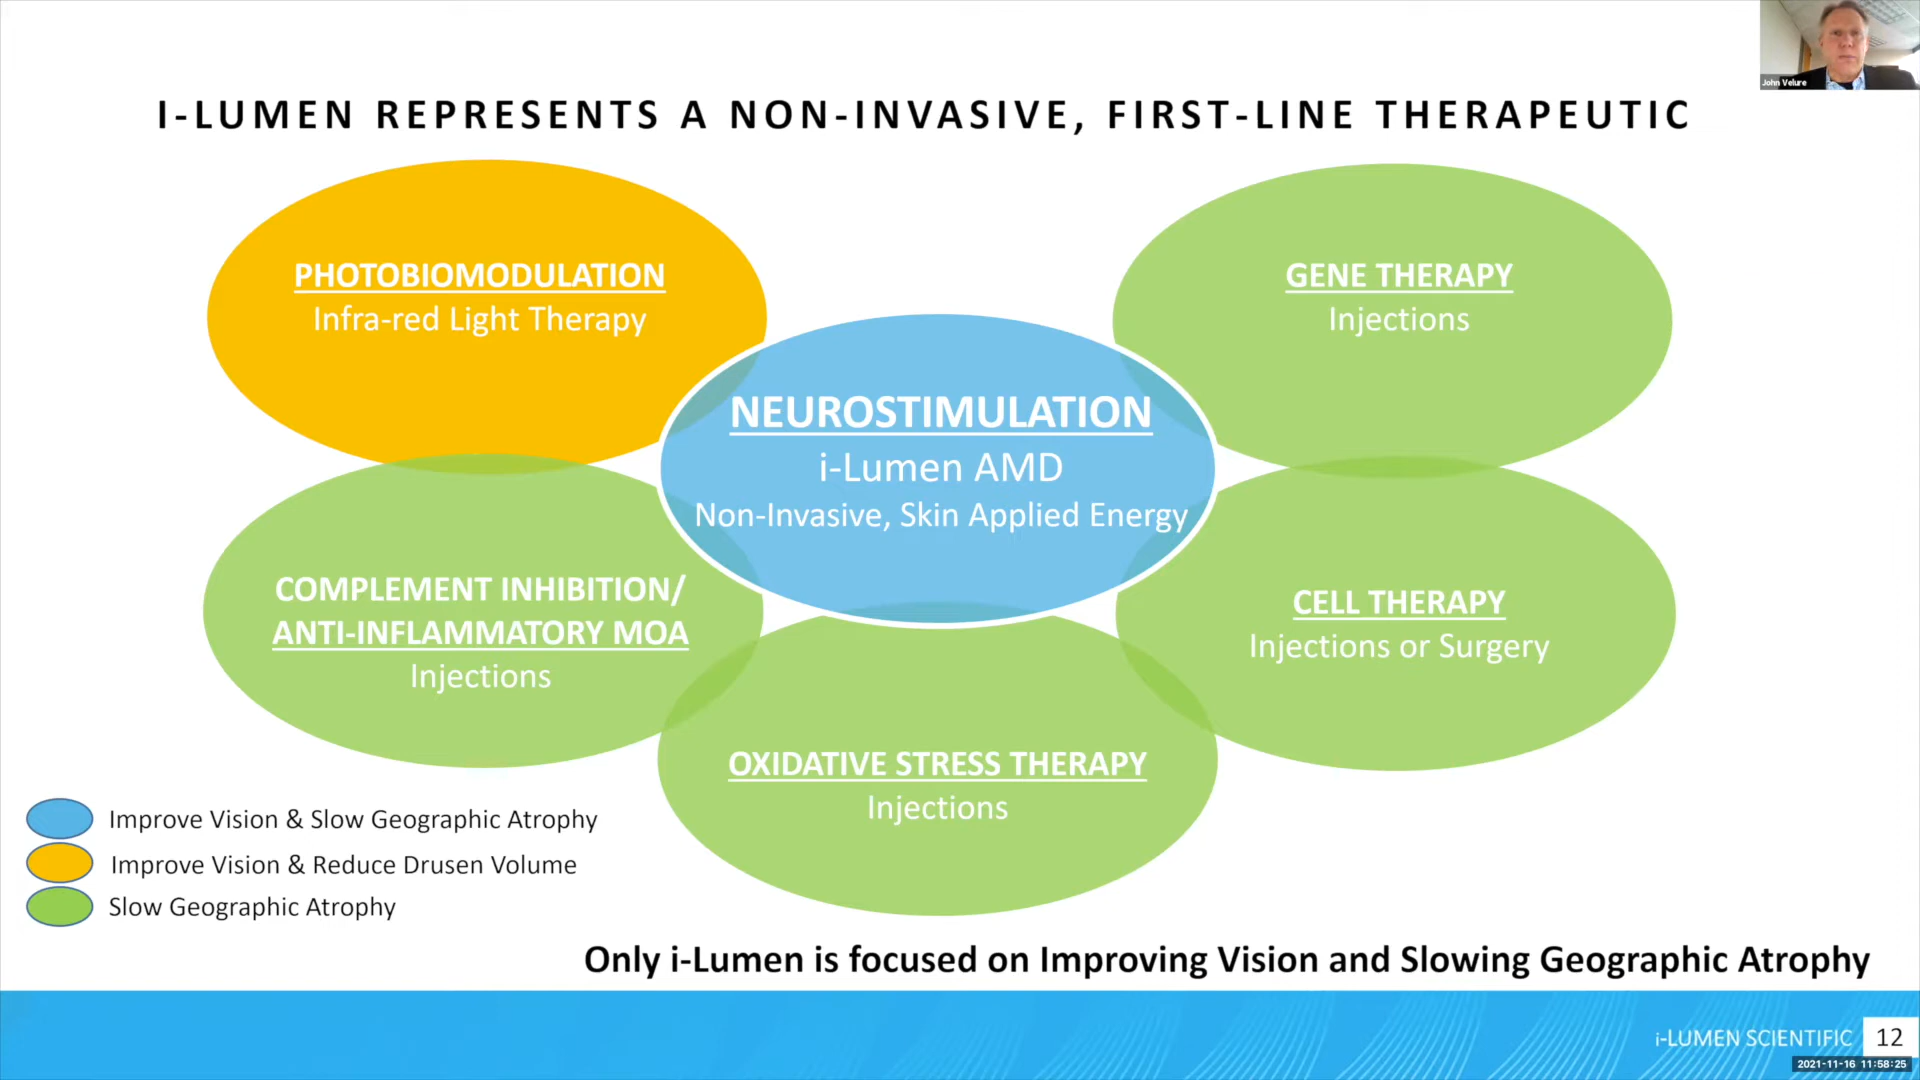 John Velure
I-LUMEN REPRESENTS A NON-INVASIVE, FIRST-LINE THERAPEUTIC
PHOTOBIOMODULATION
Infra-red Light Therapy
GENE THERAPY
Injections
NEUROSTIMULATION
i-Lumen AMD
Non-Invasive, Skin Applied Energy
COMPLEMENT INHIBITION/
ANTI-INFLAMMATORY MOA
Injections
CELL THERAPY
Injections or Surgery
OXIDATIVE STRESS THERAPY
Injections
Improve Vision & Slow Geographic Atrophy
Improve Vision & Reduce Drusen Volume
Slow Geographic Atrophy
Only i-Lumen is focused on Improving Vision and Slowing Geographic Atrophy
i-LUMEN SCIENTIFIC 12
2021-11-16 11:58:25